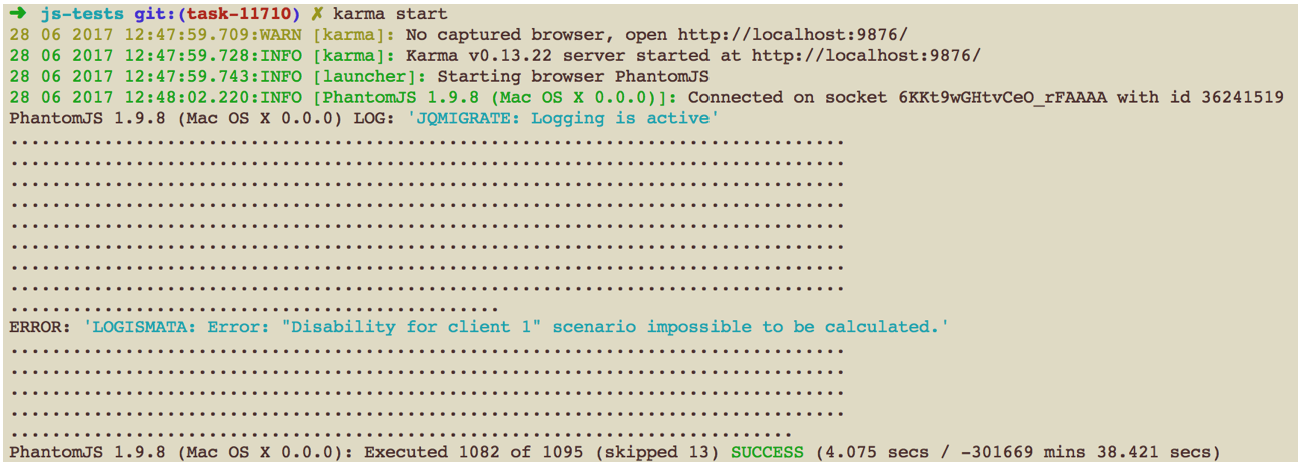 ➜ js-tests git:(task-11710) ✗ karma start
28 06 2017 12:47:59.709:WARN [karma]: No captured browser, open http://localhost:9876/
28 06 2017 12:47:59.728:INFO [karma]: Karma v0.13.22 server started at http://localhost:9876/
28 06 2017 12:47:59.743:INFO [launcher]: Starting browser PhantomJS
28 06 2017 12:48:02.220:INFO [PhantomJS 1.9.8 (Mac OS X 0.0.0)]: Connected on socket 6KKt9wGHtvCeO_rFAAAA with id 36241519
PhantomJS 1.9.8 (Mac OS X 0.0.0) LOG: 'JQMIGRATE: Logging is active'
................................................................................
................................................................................
................................................................................
................................................................................
................................................................................
................................................................................
................................................................................
................................................................................
...............................................
ERROR: 'LOGISMATA: Error: "Disability for client 1" scenario impossible to be calculated.'
................................................................................
................................................................................
................................................................................
................................................................................
...........................................................................
PhantomJS 1.9.8 (Mac OS X 0.0.0): Executed 1082 of 1095 (skipped 13) SUCCESS (4.075 secs / -301669 mins 38.421 secs)